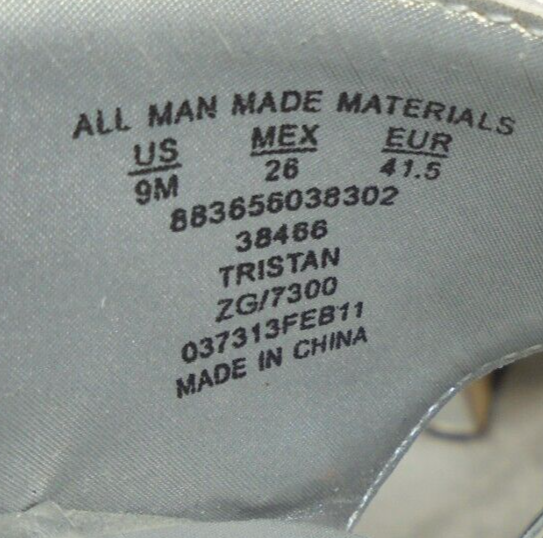 ALL MAN MADE MATERIALS
US MEX EUR
9M 26 41.5
883656038302
38466
TRISTAN
ZG/7300
037313FEB11
MADE IN CHINA